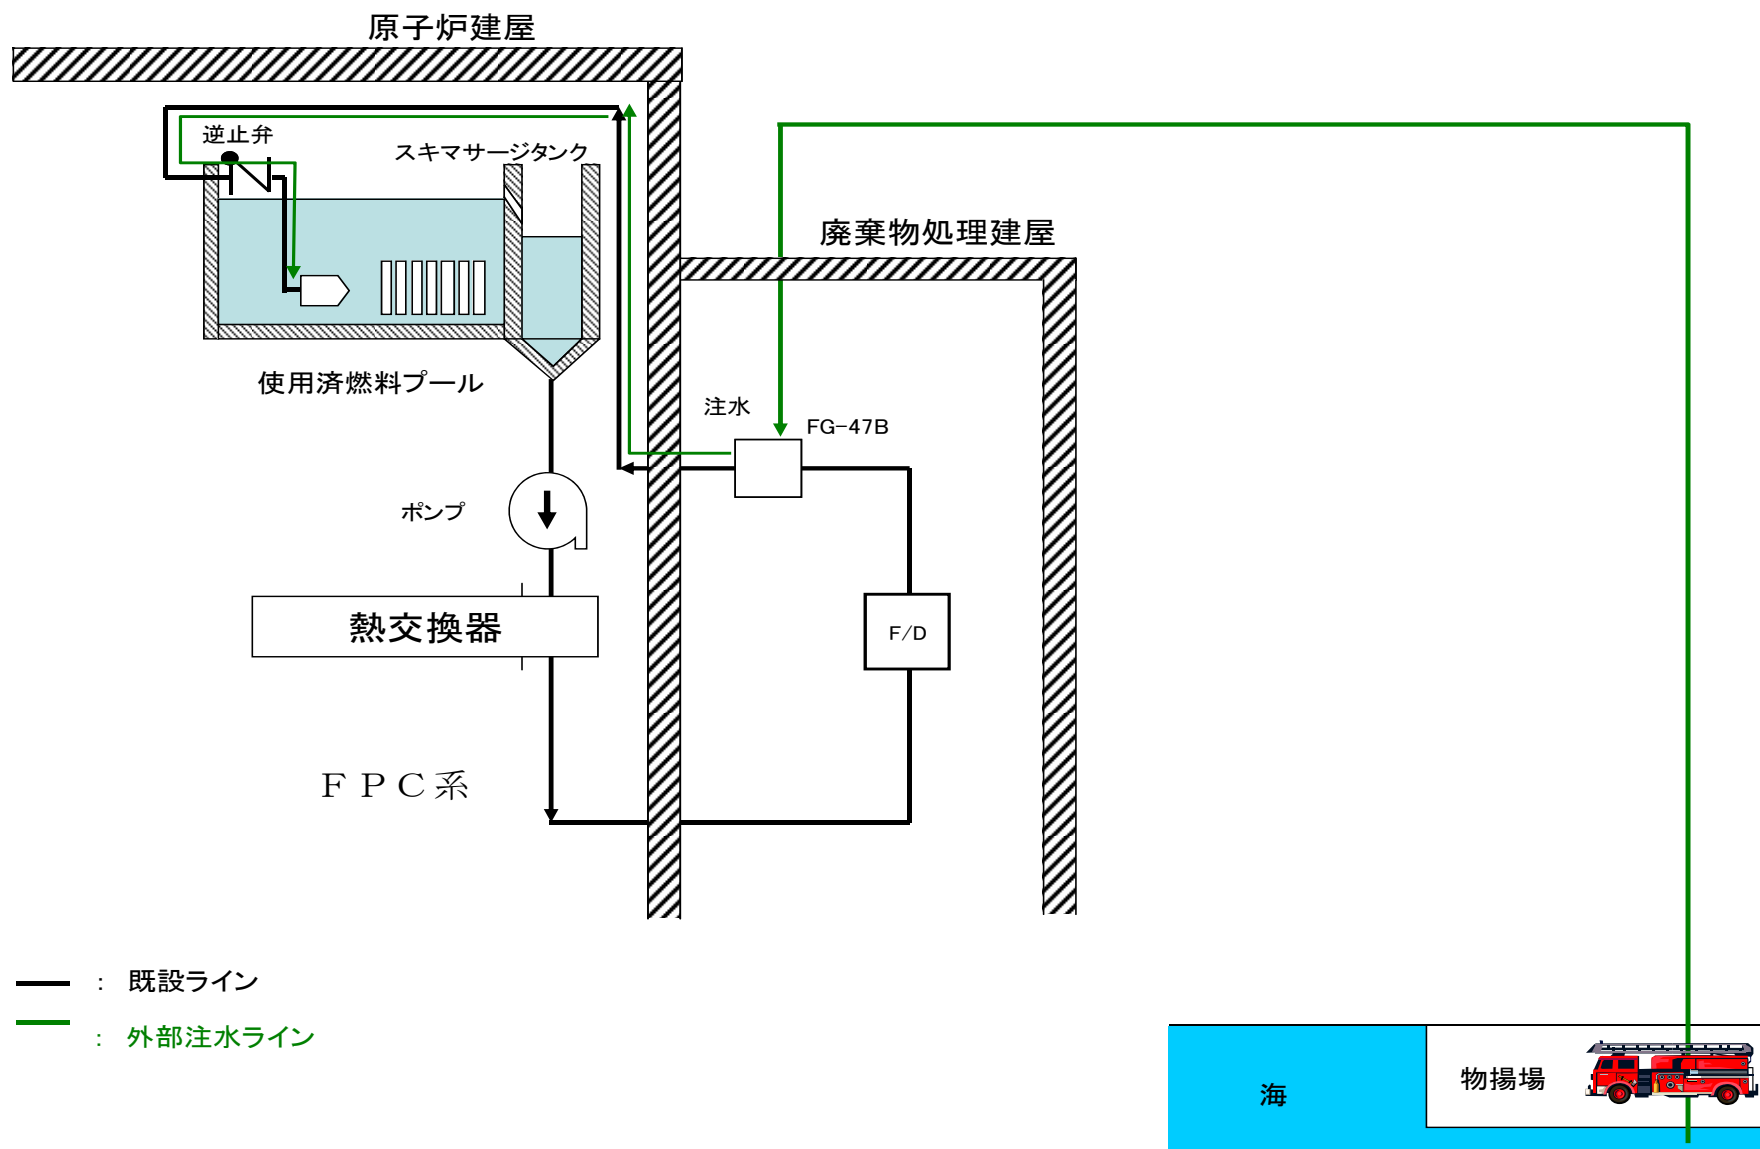 原子炉建屋
逆止弁
スキマサージタンク
廃棄物処理建屋
使用済燃料プール
注水
FG-47B
ポンプ
熱交換器
F/D
ＦＰＣ系
： 既設ライン
： 外部注水ライン
物揚場
海